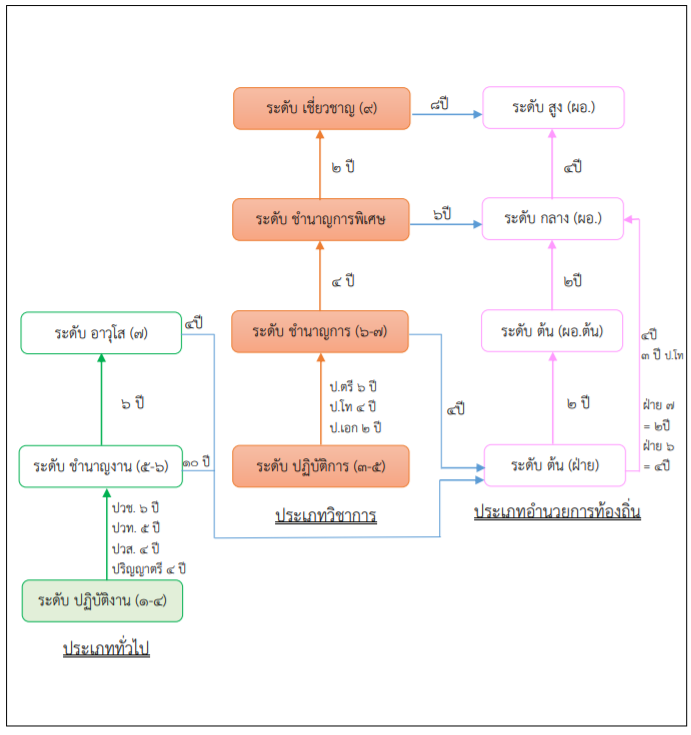 ระดับ เชี่ยวชาญ (๙)
๘ปี
ระดับ สูง (ผอ.)
๒ ปี
๔ปี
ระดับ ชำนาญการพิเศษ
๖ปี
ระดับ กลาง (ผอ.)
๔ ปี
๒ปี
ระดับ อาวุโส (๗)
๔ปี
ระดับ ชำนาญการ (๖-๗)
ระดับ ต้น (ผอ.ต้น)
๔ปี
๓ ปี ป.โท
๖ ปี
ป.ตรี ๖ ปี
ป.โท ๔ ปี
ป.เอก ๒ ปี
๔ปี
๒ ปี
ฝ่าย ๗
= ๒ปี
ฝ่าย ๖
= ๔ปี
ระดับ ชำนาญงาน (๕-๖)
๑๐ ปี
ระดับ ปฏิบัติการ (๓-๕)
ระดับ ต้น (ฝ่าย)
ประเภทวิชาการ
ประเภทอำนวยการท้องถิ่น
ปวช. ๖ ปี
ปวท. ๕ ปี
ปวส. ๔ ปี
ปริญญาตรี ๔ ปี
ระดับ ปฏิบัติงาน (๑-๔)
ประเภททั่วไป